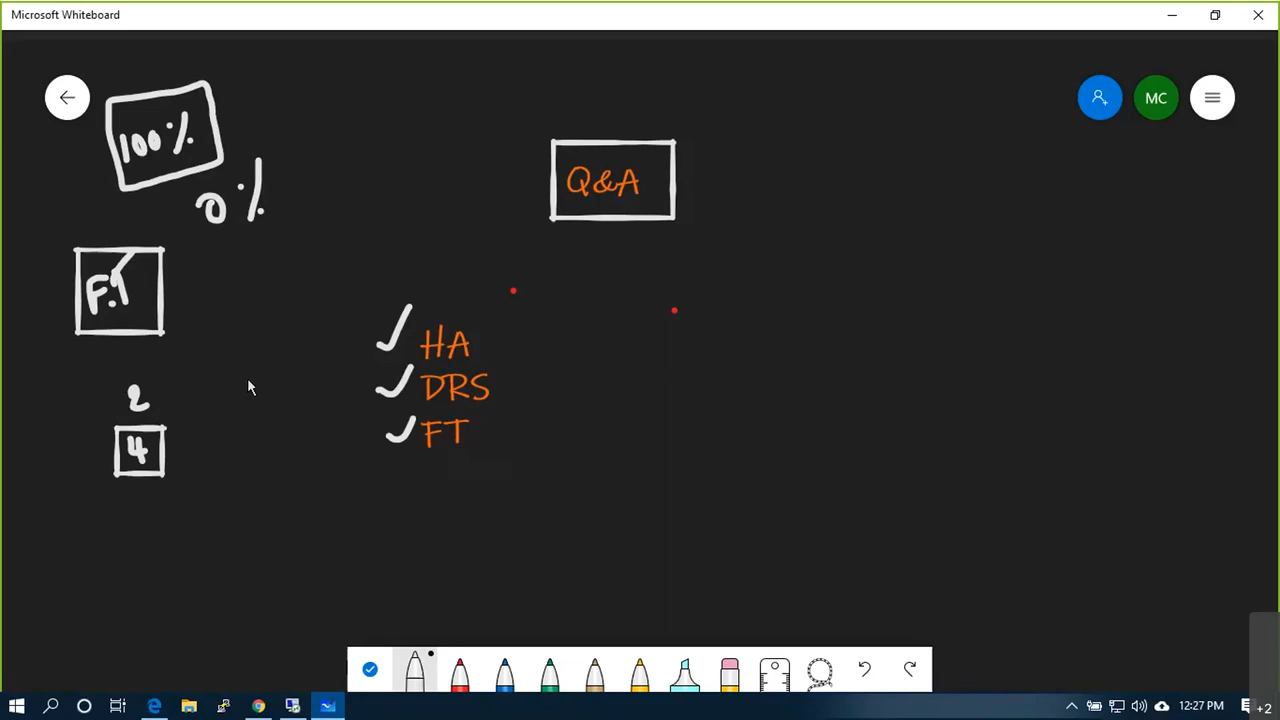 Microsoft Whiteboard
MC
100%
0%
Q&A
F.T
HA
DRS
FT
2
4
12:27 PM
+2